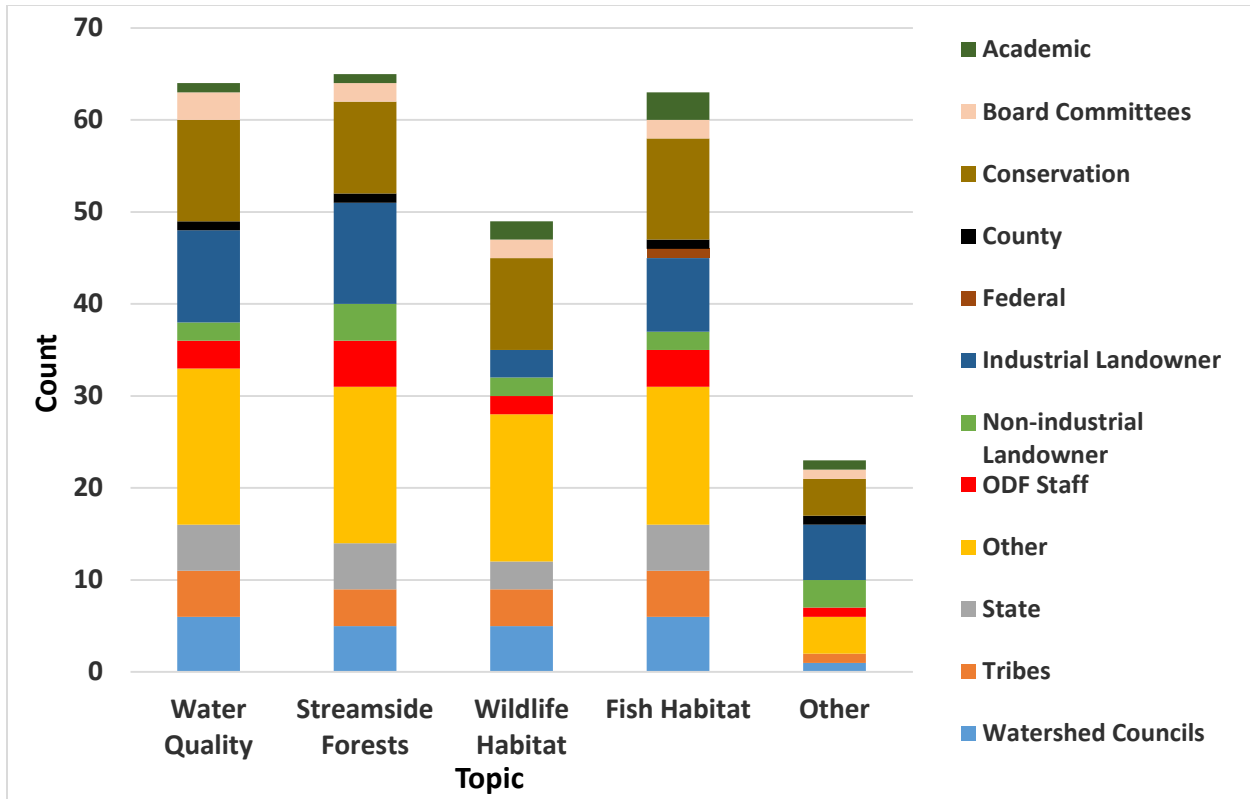 70
60
50
40
30
20
10
0
Count
Water
Quality
Streamside
Forests
Wildlife
Habitat
Fish Habitat
Other
Topic
Academic
Board Committees
Conservation
County
Federal
Industrial Landowner
Non-industrial
Landowner
ODF Staff
Other
State
Tribes
Watershed Councils